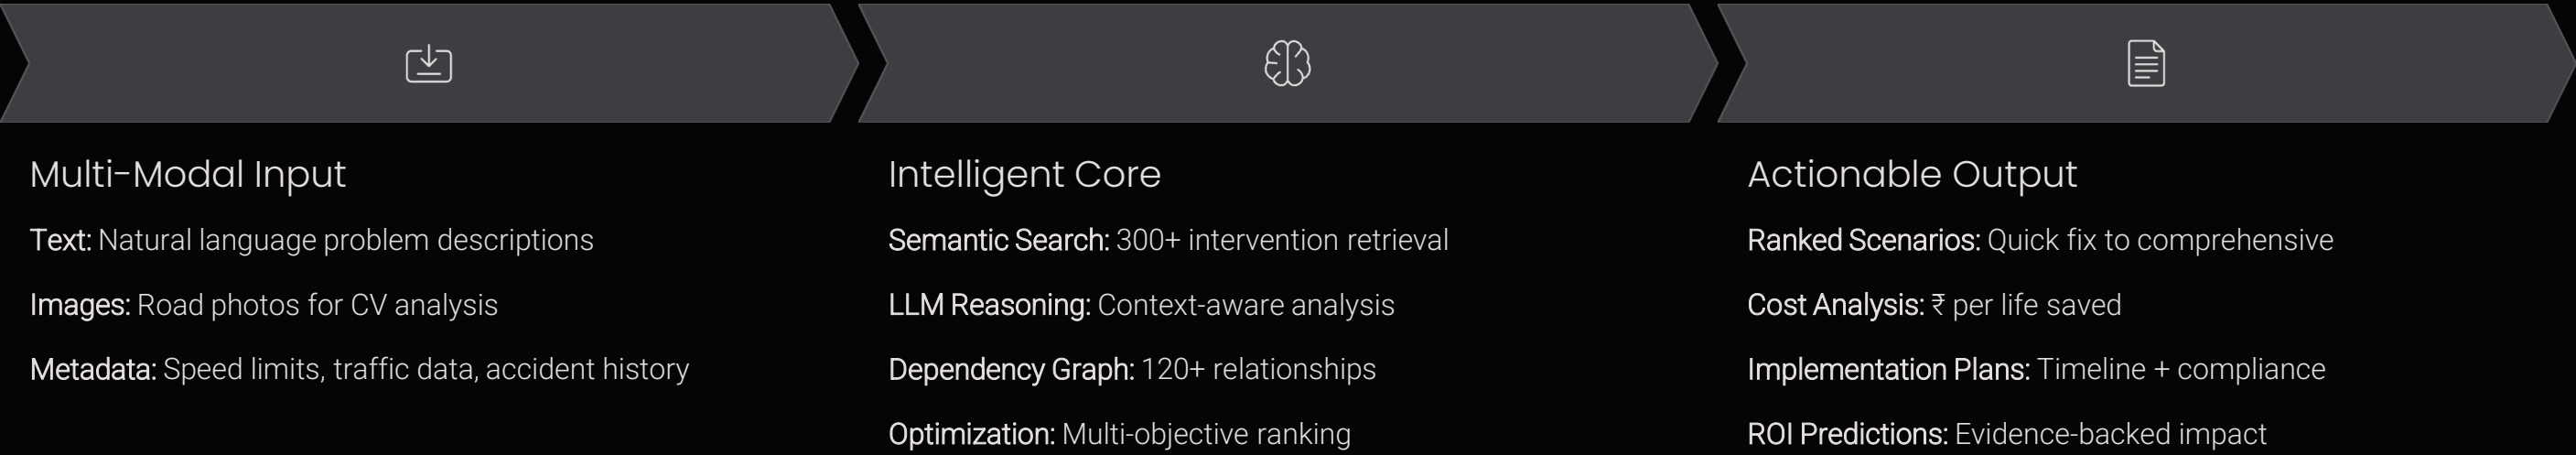 Multi-Modal Input
Text: Natural language problem descriptions
Images: Road photos for CV analysis
Metadata: Speed limits, traffic data, accident history
Intelligent Core
Semantic Search: 300+ intervention retrieval
LLM Reasoning: Context-aware analysis
Dependency Graph: 120+ relationships
Optimization: Multi-objective ranking
Actionable Output
Ranked Scenarios: Quick fix to comprehensive
Cost Analysis: ₹ per life saved
Implementation Plans: Timeline + compliance
ROI Predictions: Evidence-backed impact